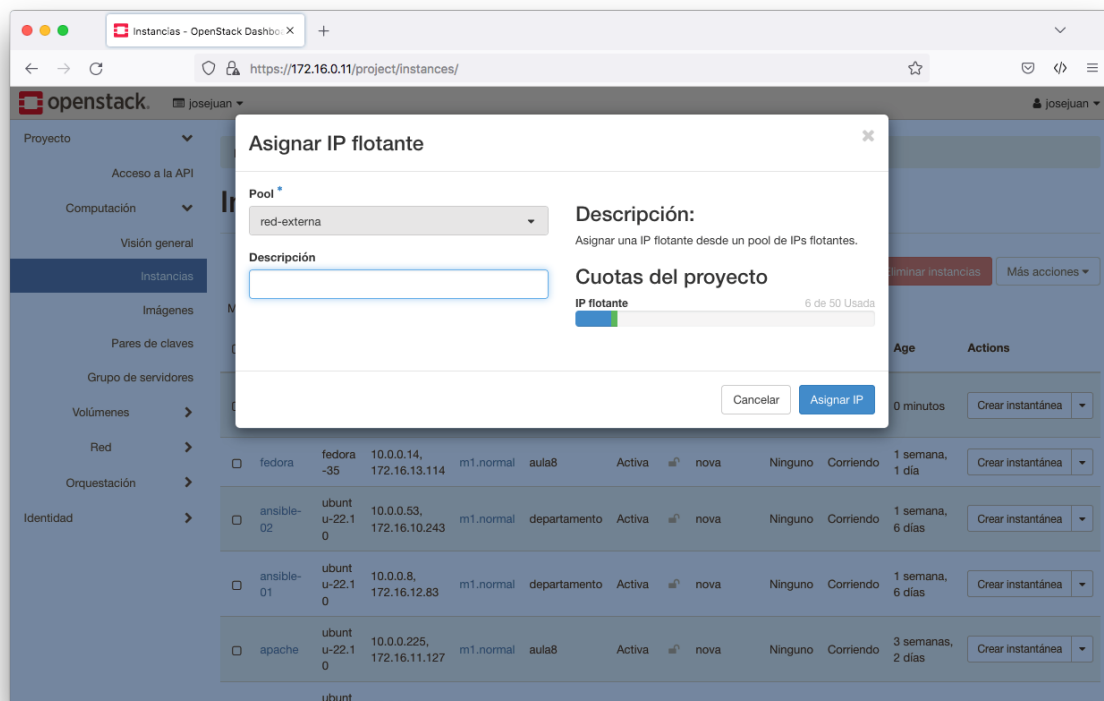 Instancias - OpenStack Dashbo
https://172.16.0.11/project/instances/
openstack.
josejuan
josejuan
Proyecto
Acceso a la API
Computación
Visión general
Instancias
Imágenes
Pares de claves
Grupo de servidores
Volúmenes
Red
Orquestación
Identidad
Asignar IP flotante
Pool *
red-externa
Descripción
Descripción:
Asignar una IP flotante desde un pool de IPs flotantes.
Cuotas del proyecto
IP flotante
6 de 50 Usada
Cancelar
Asignar IP
Eliminar instancias
Más acciones
Age
Actions
0 minutos
Crear instantánea
fedora
fedora
-35
10.0.0.14,
172.16.13.114
m1.normal
aula8
Activa
nova
Ninguno
Corriendo
1 semana,
1 día
Crear instantánea
ansible-
02
ubunt
u-22.1
0
10.0.0.53,
172.16.10.243
m1.normal
departamento
Activa
nova
Ninguno
Corriendo
1 semana,
6 días
Crear instantánea
ansible-
01
ubunt
u-22.1
0
10.0.0.8,
172.16.12.83
m1.normal
departamento
Activa
nova
Ninguno
Corriendo
1 semana,
6 días
Crear instantánea
apache
ubunt
u-22.1
0
10.0.0.225,
172.16.11.127
m1.normal
aula8
Activa
nova
Ninguno
Corriendo
3 semanas,
2 días
Crear instantánea
ubunt